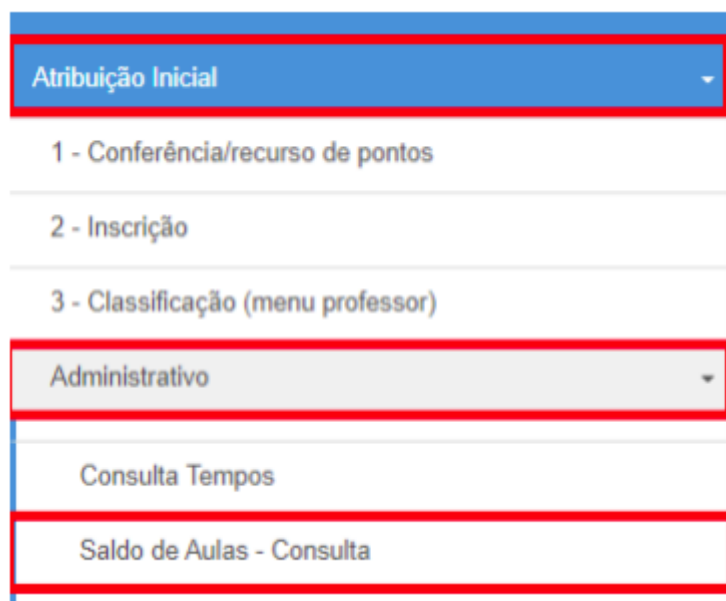 Atribuição Inicial
1 - Conferência/recurso de pontos
2 - Inscrição
3 - Classificação (menu professor)
Administrativo
Consulta Tempos
Saldo de Aulas - Consulta